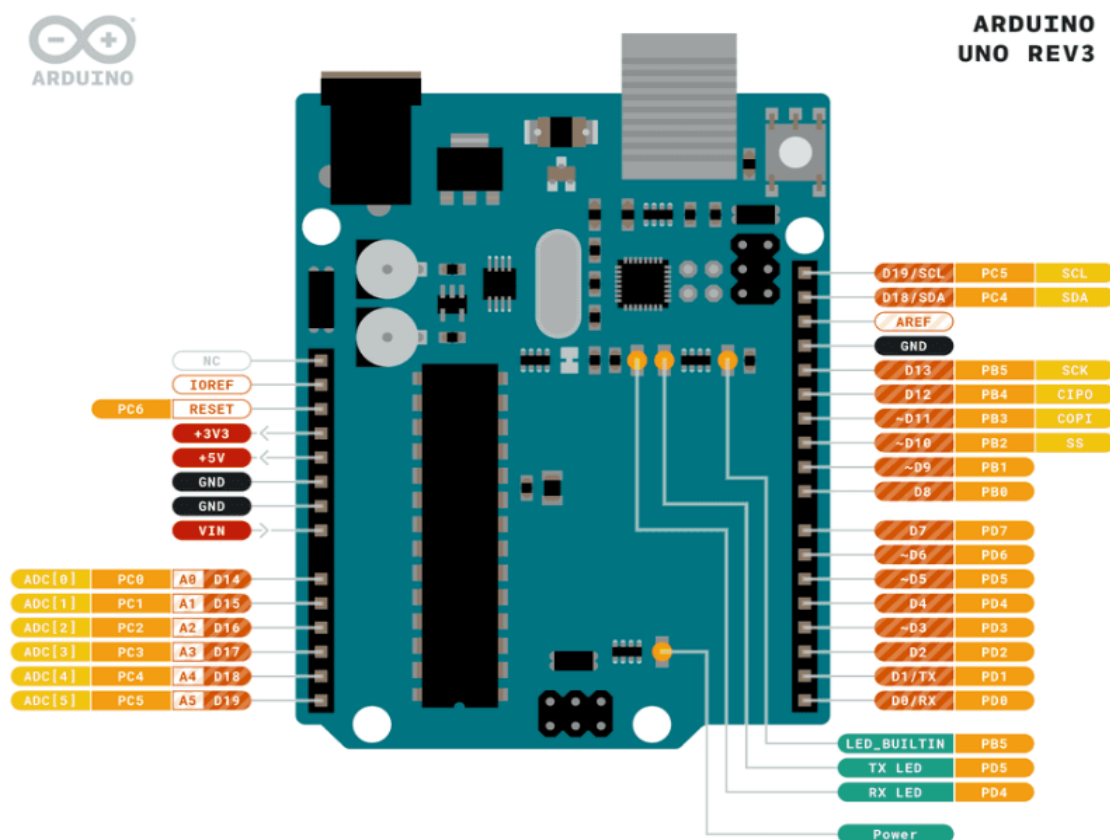 ARDUINO
ARDUINO
UNO REV3
NC
IOREF
PC6 RESET
+3V3
+5V
GND
GND
VIN
ADC[0] PC0 A0 D14
ADC[1] PC1 A1 D15
ADC[2] PC2 A2 D16
ADC[3] PC3 A3 D17
ADC[4] PC4 A4 D18
ADC[5] PC5 A5 D19
D19/SCL PC5 SCL
D18/SDA PC4 SDA
AREF
GND
D13 PB5 SCK
D12 PB4 CIPO
~D11 PB3 COPI
~D10 PB2 SS
~D9 PB1
D8 PB0
D7 PD7
~D6 PD6
~D5 PD5
D4 PD4
~D3 PD3
D2 PD2
D1/TX PD1
D0/RX PD0
LED_BUILTIN PB5
TX LED PD5
RX LED PD4
Power